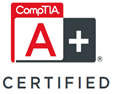 CompTIA
A+
®
CERTIFIED